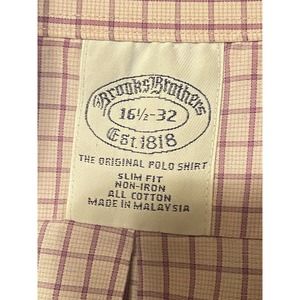 Brooks Brothers
16½-32
Est. 1818
THE ORIGINAL POLO SHIRT
SLIM FIT
NON-IRON
ALL COTTON
MADE IN MALAYSIA